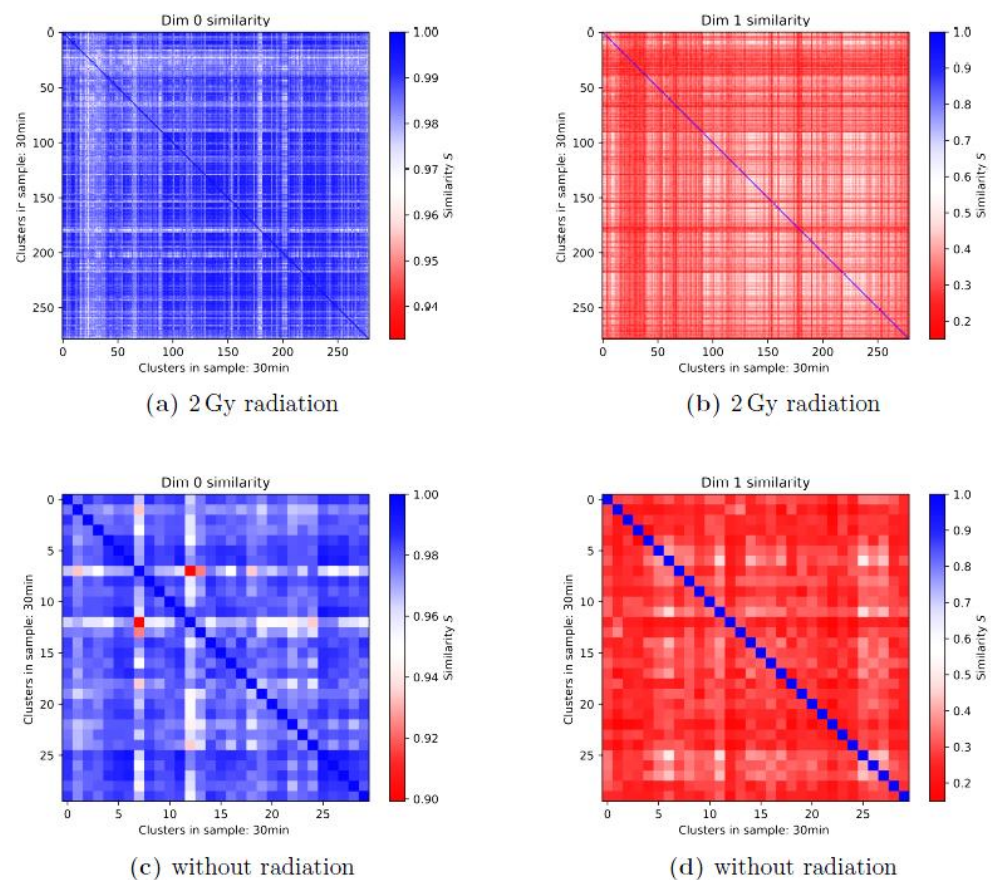 Dim 0 similarity
0
50
100
150
200
250
Clusters in sample: 30min
0 50 100 150 200 250
Clusters in sample: 30min
1.00
0.99
0.98
0.97
0.96
0.95
0.94
Similarity S
(a) 2 Gy radiation
Dim 1 similarity
0
50
100
150
200
250
Clusters in sample: 30min
0 50 100 150 200 250
Clusters in sample: 30min
1.0
0.9
0.8
0.7
0.6
0.5
0.4
0.3
0.2
Similarity S
(b) 2 Gy radiation
Dim 0 similarity
0
5
10
15
20
25
Clusters in sample: 30min
0 5 10 15 20 25
Clusters in sample: 30min
1.00
0.98
0.96
0.94
0.92
0.90
Similarity S
(c) without radiation
Dim 1 similarity
0
5
10
15
20
25
Clusters in sample: 30min
0 5 10 15 20 25
Clusters in sample: 30min
1.0
0.9
0.8
0.7
0.6
0.5
0.4
0.3
0.2
Similarity S
(d) without radiation